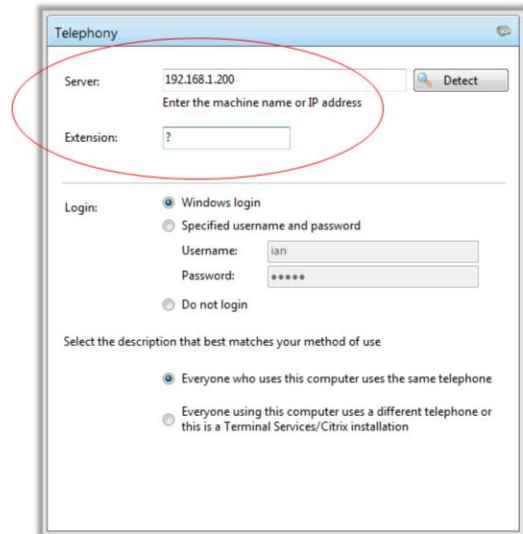 Telephony
Server:
192.168.1.200
Detect
Enter the machine name or IP address
Extension:
?
Login:
Windows login
Specified username and password
Username:
ian
Password:
●●●●●
Do not login
Select the description that best matches your method of use
Everyone who uses this computer uses the same telephone
Everyone using this computer uses a different telephone or
this is a Terminal Services/Citrix installation